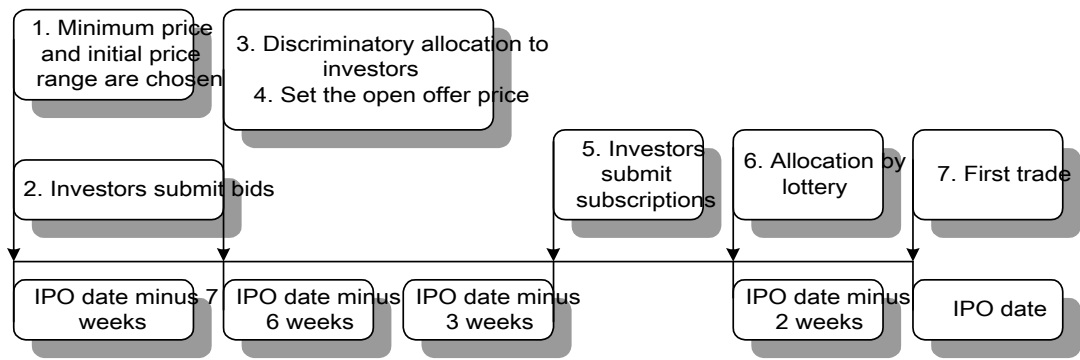 1. Minimum price
and initial price
range are chosen
3. Discriminatory allocation to
investors
4. Set the open offer price
2. Investors submit bids
5. Investors
submit
subscriptions
6. Allocation by
lottery
7. First trade
IPO date minus 7
weeks
IPO date minus
6 weeks
IPO date minus
3 weeks
IPO date minus
2 weeks
IPO date